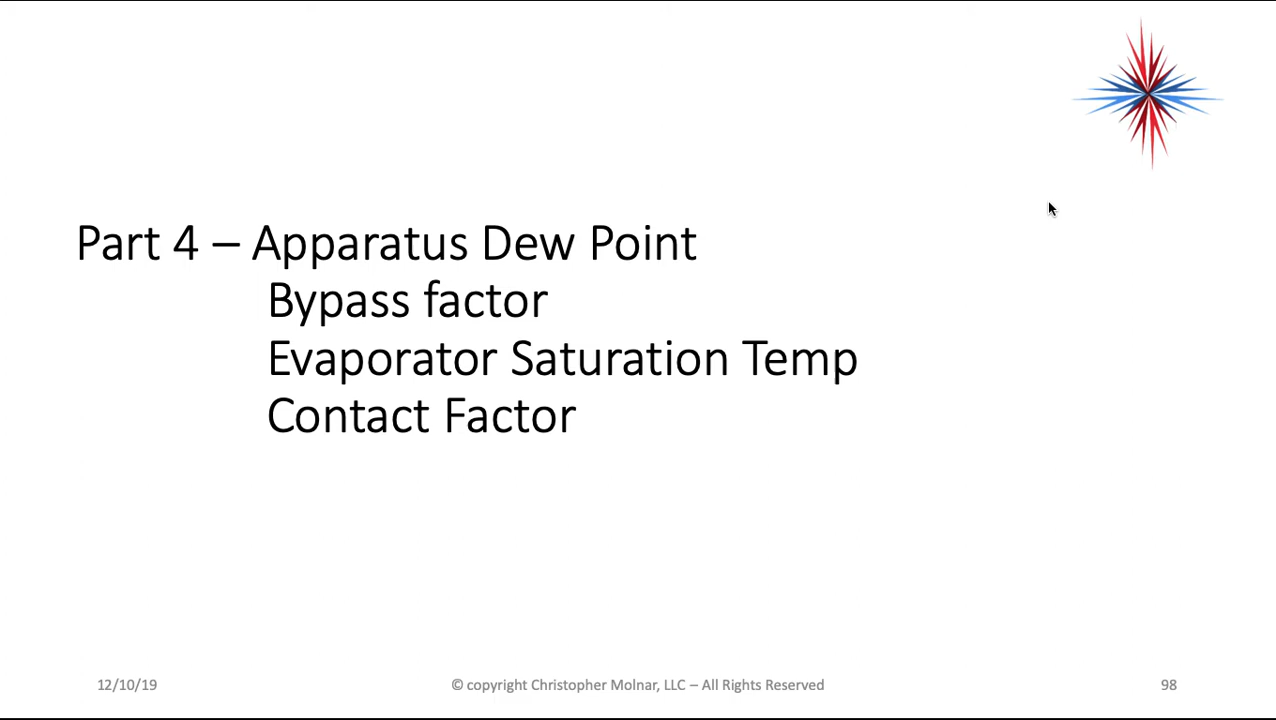 Part 4 – Apparatus Dew Point
Bypass factor
Evaporator Saturation Temp
Contact Factor
12/10/19
© copyright Christopher Molnar, LLC – All Rights Reserved
98